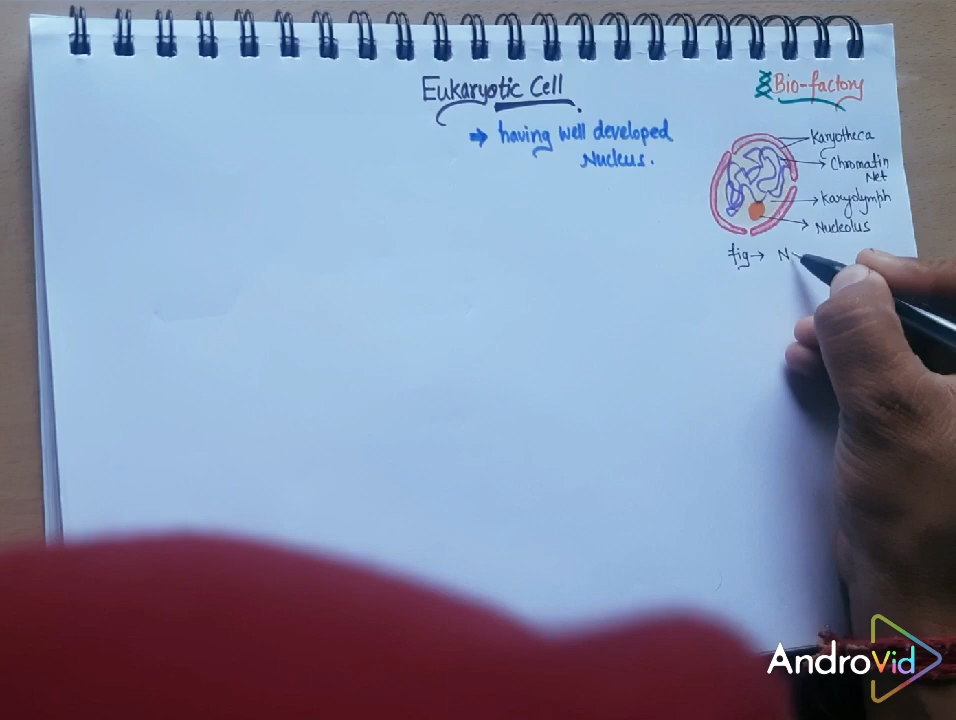 Eukaryotic Cell
Bio-factory
⇒ having well developed
Nucleus.
Karyotheca
Chromatin
Net
Karyolymph
Nucleolus
fig→ N
AndroVid